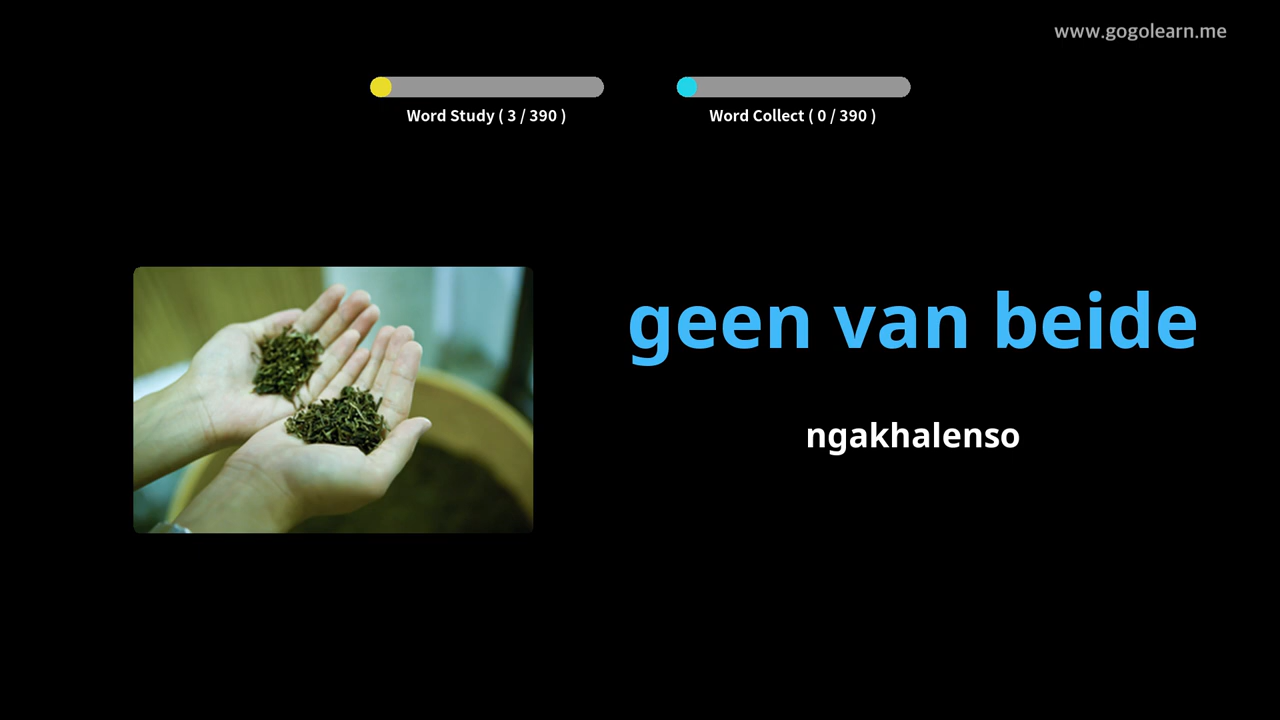 www.gogolearn.me
Word Study ( 3 / 390 )
Word Collect ( 0 / 390 )
geen van beide
ngakhalenso